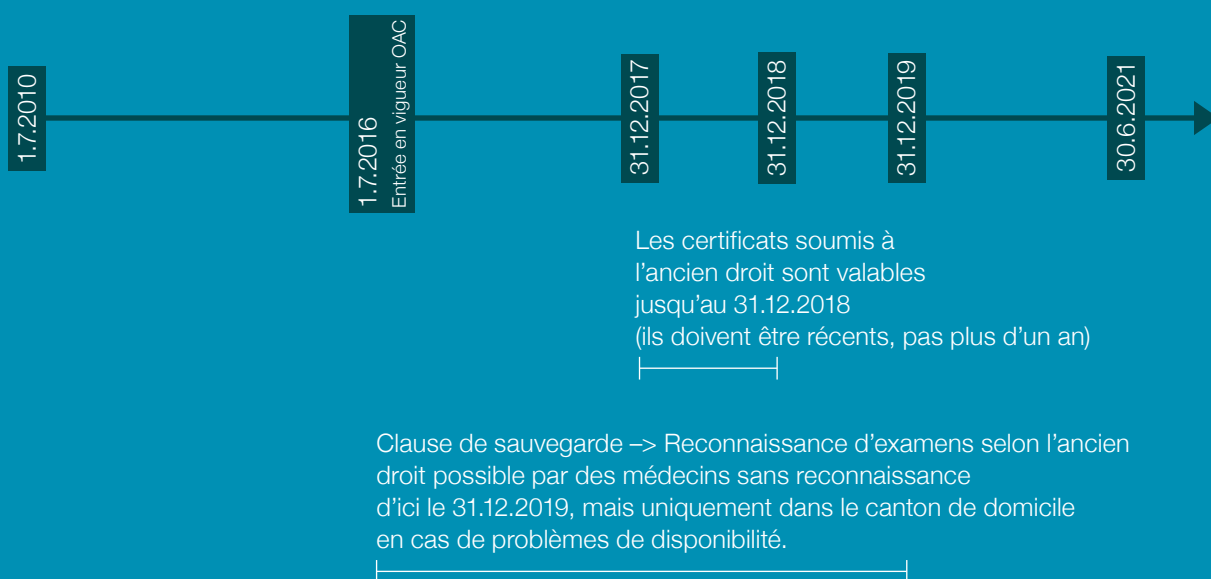 1.7.2010
1.7.2016
Entrée en vigueur OAC
31.12.2017
31.12.2018
31.12.2019
30.6.2021
Les certificats soumis à
l’ancien droit sont valables
jusqu’au 31.12.2018
(ils doivent être récents, pas plus d’un an)
Clause de sauvegarde –> Reconnaissance d’examens selon l’ancien
droit possible par des médecins sans reconnaissance
d’ici le 31.12.2019, mais uniquement dans le canton de domicile
en cas de problèmes de disponibilité.